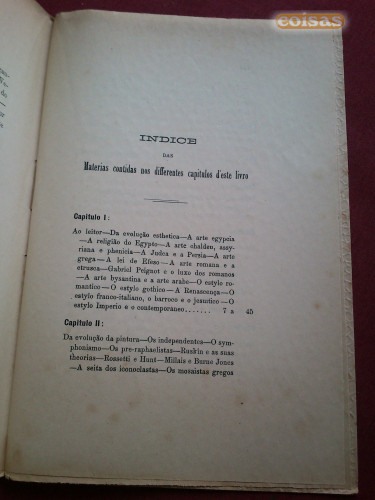 coisas
INDICE
DAS
Materias contidas nos differentes capitulos d'este livro
Capitulo I:
Ao leitor—Da evolução esthetica—A arte egypcia
—A religião do Egypto—A arte chaldeu, assy-
riana e phenicia—A Judea e a Persia—A arte
grega—A lei de Efeso—A arte romana e a
etrusca—Gabriel Peignot e o luxo dos romanos
—A arte byzantina e a arte arabe—O estylo ro-
mantico—O estylo gothico—A Renascença—O
estylo franco-italiano, o barroco e o jesuitico—O
estylo Imperio e o contemporaneo....... 7 a 45
Capitulo II:
Da evolução da pintura—Os independentes—O sym-
phonismo—Os pre-raphaelistas—Ruskin e as suas
theorias—Rossetti e Hunt—Millais e Burne Jones
—A seita dos iconoclastas—Os mosaistas gregos